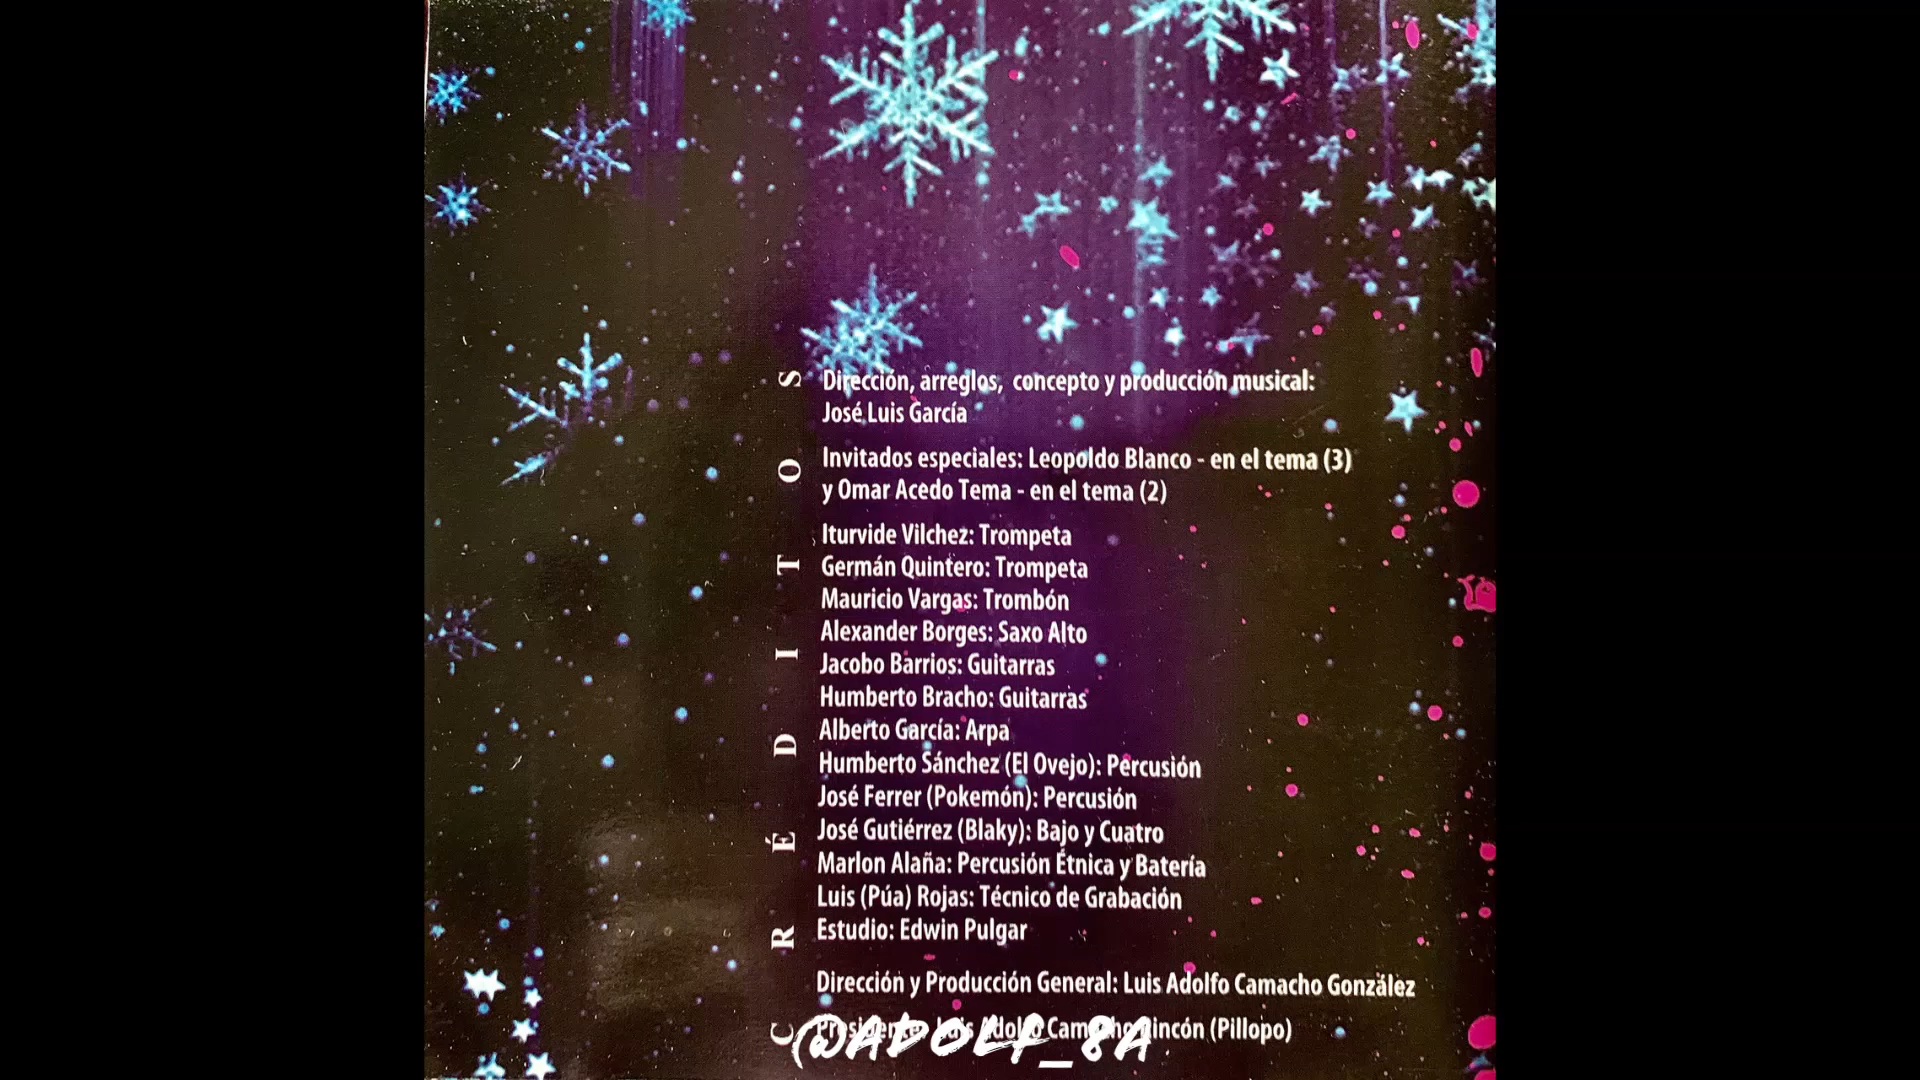 CRÉDITOS
Dirección, arreglos, concepto y producción musical:
José Luis García
Invitados especiales: Leopoldo Blanco - en el tema (3)
y Omar Acedo Tema - en el tema (2)
Iturvide Vilchez: Trompeta
Germán Quintero: Trompeta
Mauricio Vargas: Trombón
Alexander Borges: Saxo Alto
Jacobo Barrios: Guitarras
Humberto Bracho: Guitarras
Alberto García: Arpa
Humberto Sánchez (El Ovejo): Percusión
José Ferrer (Pokemón): Percusión
José Gutiérrez (Blaky): Bajo y Cuatro
Marlon Alaña: Percusión Étnica y Batería
Luis (Púa) Rojas: Técnico de Grabación
Estudio: Edwin Pulgar
Dirección y Producción General: Luis Adolfo Camacho González
Presidente: Luis Adolfo Camacho Rincón (Pillopo)
@ADOLF_8A